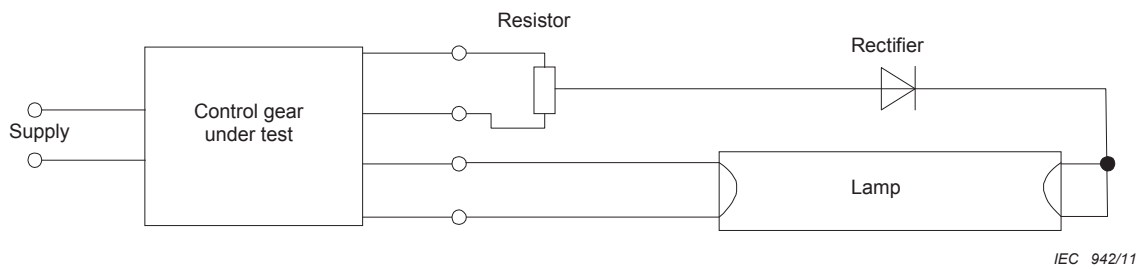 Resistor
Rectifier
Control gear
under test
Supply
Lamp
IEC 942/11